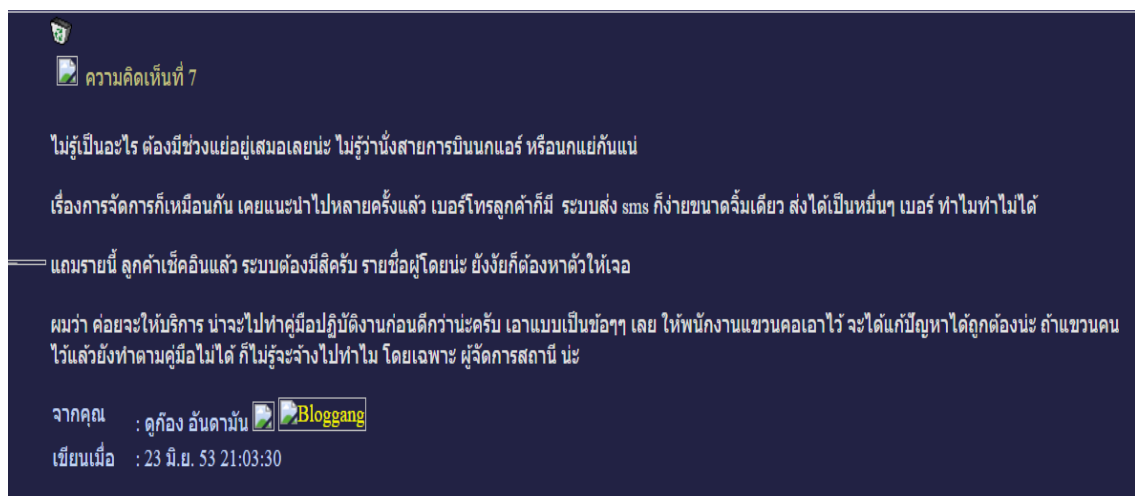 ความคิดเห็นที่ 7
ไม่รู้เป็นอะไร ต้องมีช่วงแย่อยู่เสมอเลยน่ะ ไม่รู้ว่านั่งสายการบินนกแอร์ หรือนกแย่กันแน่
เรื่องการจัดการก็เหมือนกัน เคยแนะนำไปหลายครั้งแล้ว เบอร์โทรลูกค้าก็มี ระบบส่ง sms ก็ง่ายขนาดจิ้มเดียว ส่งได้เป็นหมื่นๆ เบอร์ ทำไมทำไม่ได้
แถมรายนี้ ลูกค้าเช็คอินแล้ว ระบบต้องมีสิครับ รายชื่อผู้โดยน่ะ ยังงัยก็ต้องหาตัวให้เจอ
ผมว่า ค่อยจะให้บริการ น่าจะไปทำคู่มือปฏิบัติงานก่อนดีกว่าน่ะครับ เอาแบบเป็นข้อๆๆ เลย ให้พนักงานแขวนคอเอาไว้ จะได้แก้ปัญหาได้ถูกต้องน่ะ ถ้าแขวนคน
ไว้แล้วยังทำตามคู่มือไม่ได้ ก็ไม่รู้จะจ้างไปทำไม โดยเฉพาะ ผู้จัดการสถานี น่ะ
จากคุณ : ดูก๊อง อันดามัน Bloggang
เขียนเมื่อ : 23 มิ.ย. 53 21:03:30